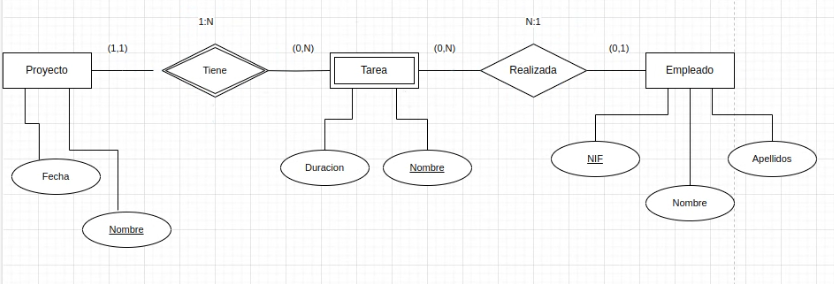 1:N
N:1
(1,1)
(0,N)
(0,N)
(0,1)
Proyecto
Tiene
Tarea
Realizada
Empleado
Fecha
Nombre
Duracion
Nombre
NIF
Nombre
Apellidos